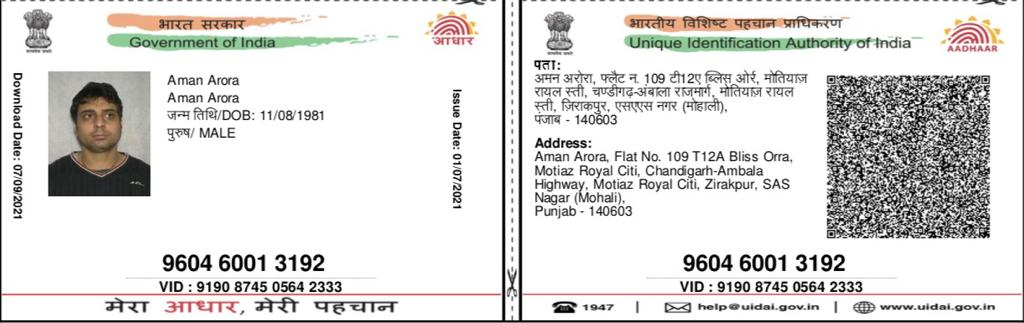 भारत सरकार
Government of India
आधार
Download Date: 07/09/2021
Aman Arora
Aman Arora
जन्म तिथि/DOB: 11/08/1981
पुरुष/ MALE
Issue Date: 01/07/2021
9604 6001 3192
VID : 9190 8745 0564 2333
मेरा आधार, मेरी पहचान
भारतीय विशिष्ट पहचान प्राधिकरण
Unique Identification Authority of India
AADHAAR
पता:
अमन अरोरा, फ्लैट न. 109 टी12ए ब्लिस ओर्र, मोतियाज़
रायल स्ती, चण्डीगढ़-अंबाला राजमार्ग, मोतियाज़ रायल
स्ती, ज़िराकपुर, एसएएस नगर (मोहाली),
पंजाब - 140603
Address:
Aman Arora, Flat No. 109 T12A Bliss Orra,
Motiaz Royal Citi, Chandigarh-Ambala
Highway, Motiaz Royal Citi, Zirakpur, SAS
Nagar (Mohali),
Punjab - 140603
9604 6001 3192
VID : 9190 8745 0564 2333
1947 | help@uidai.gov.in | www.uidai.gov.in